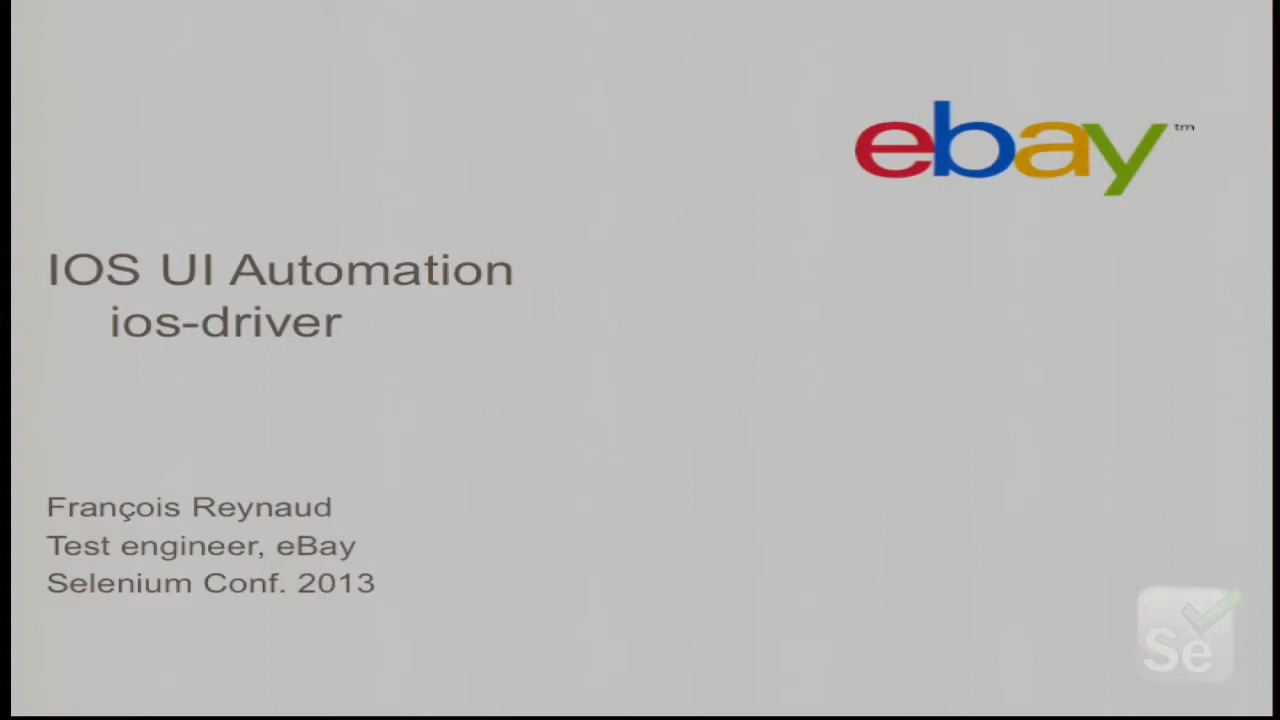 ebay™
IOS UI Automation
ios-driver
François Reynaud
Test engineer, eBay
Selenium Conf. 2013
Se